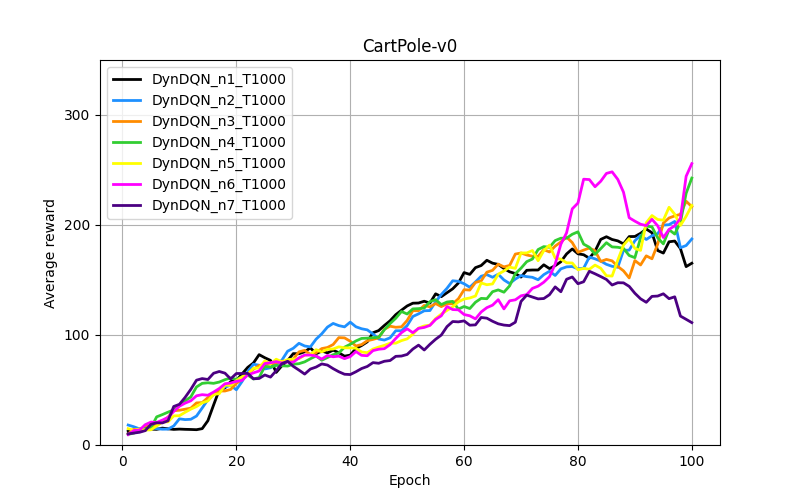 CartPole-v0
DynDQN_n1_T1000
DynDQN_n2_T1000
DynDQN_n3_T1000
DynDQN_n4_T1000
DynDQN_n5_T1000
DynDQN_n6_T1000
DynDQN_n7_T1000
Average reward
300
200
100
0
0 20 40 60 80 100
Epoch